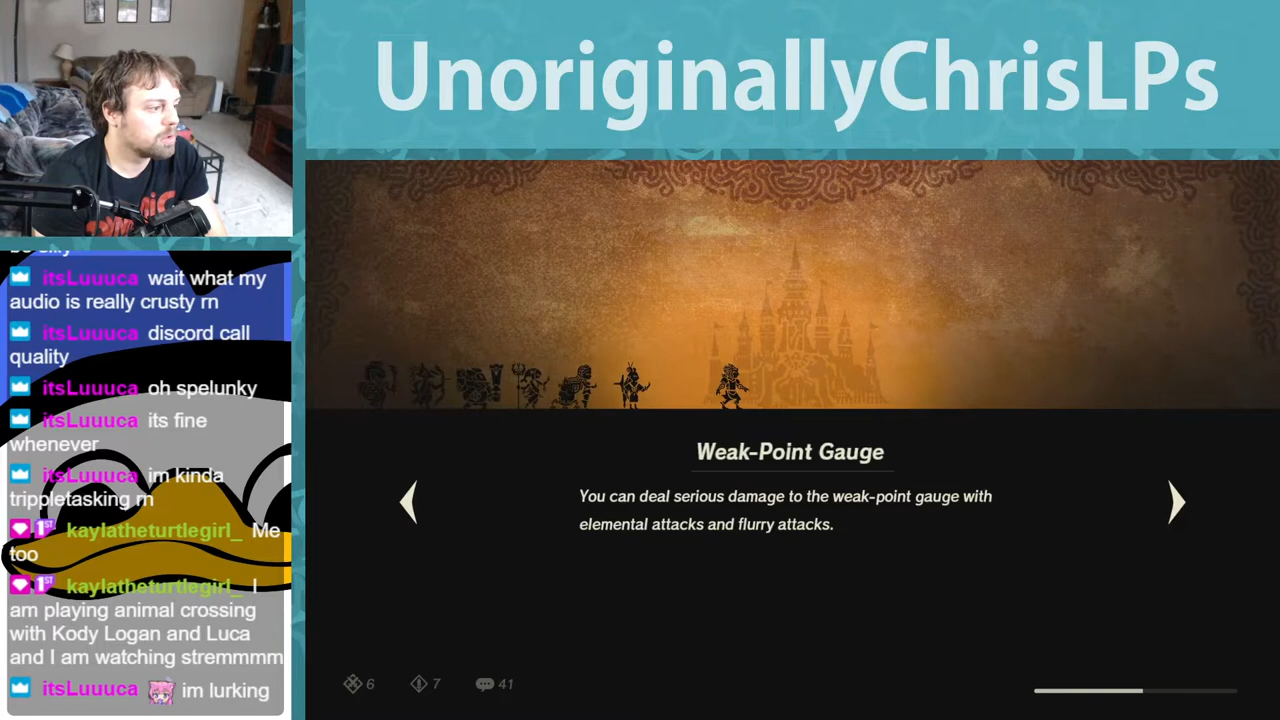 UnoriginallyChrisLPs
itsLuuuca wait what my
audio is really crusty rn
itsLuuuca discord call
quality
itsLuuuca oh spelunky
itsLuuuca its fine
whenever
itsLuuuca im kinda
trippletasking rn
1ST kaylatheturtlegirl_ Me
too
1ST kaylatheturtlegirl_ I
am playing animal crossing
with Kody Logan and Luca
and I am watching stremmmm
itsLuuuca im lurking
Weak-Point Gauge
You can deal serious damage to the weak-point gauge with
elemental attacks and flurry attacks.
6 7 41